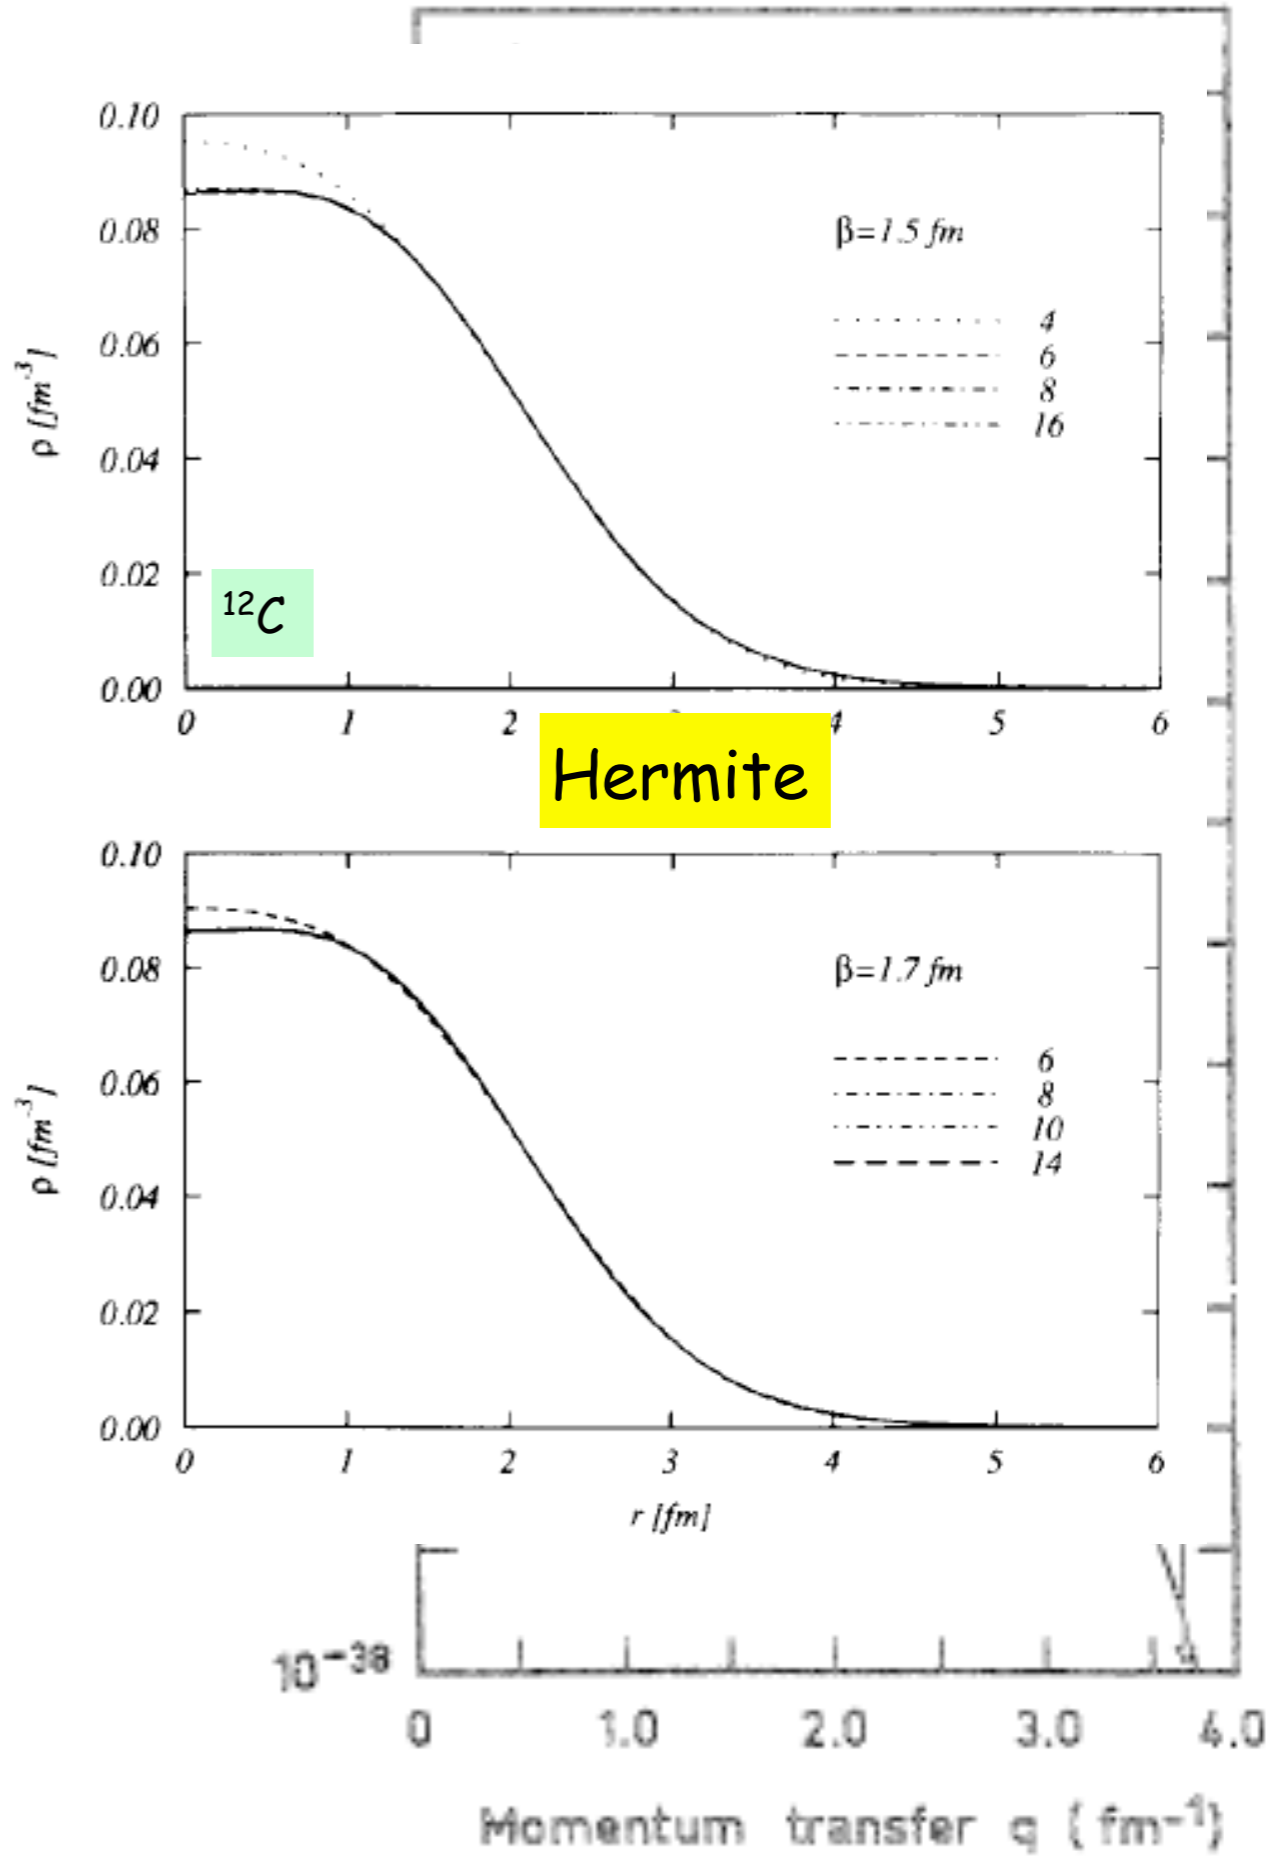 0.10
0.08
β=1.5 fm
4
0.06
6
8
16
ρ [fm⁻³]
0.04
0.02
¹²C
0.00
0 1 2 4 5 6
Hermite
0.10
0.08
β=1.7 fm
6
0.06
8
10
14
ρ [fm⁻³]
0.04
0.02
0.00
0 1 2 3 4 5 6
r [fm]
10⁻³⁸
0 1.0 2.0 3.0 4.0
Momentum transfer q (fm⁻¹)